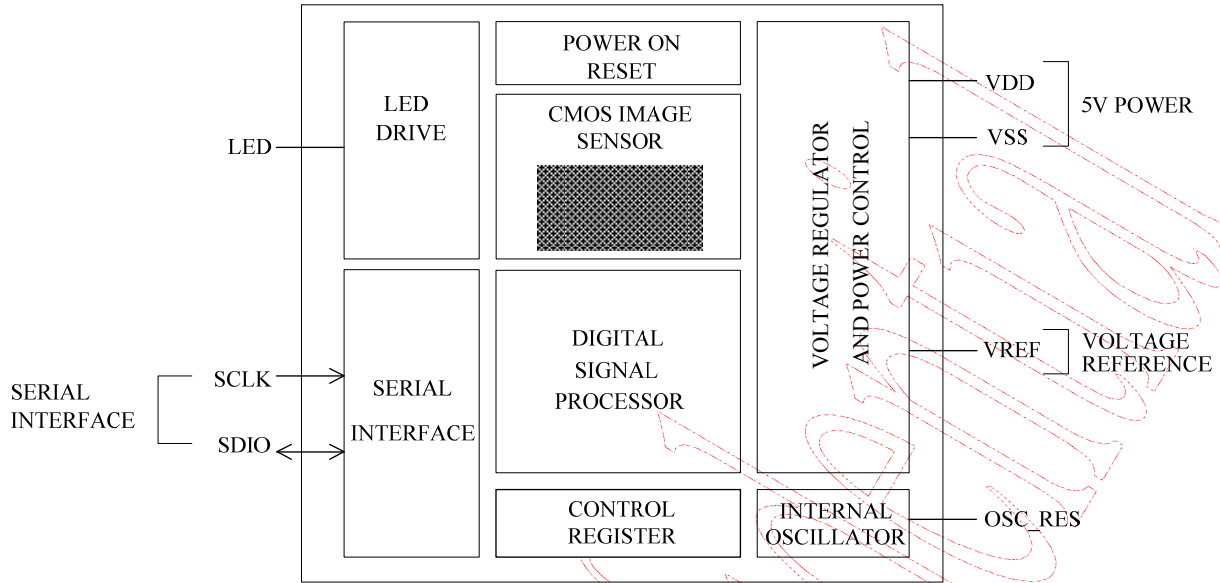 POWER ON
RESET
LED
DRIVE
CMOS IMAGE
SENSOR
LED
VOLTAGE REGULATOR
AND POWER CONTROL
VDD
VSS
5V POWER
VREF
VOLTAGE
REFERENCE
DIGITAL
SIGNAL
PROCESSOR
SERIAL
INTERFACE
SCLK
SDIO
SERIAL
INTERFACE
CONTROL
REGISTER
INTERNAL
OSCILLATOR
OSC_RES